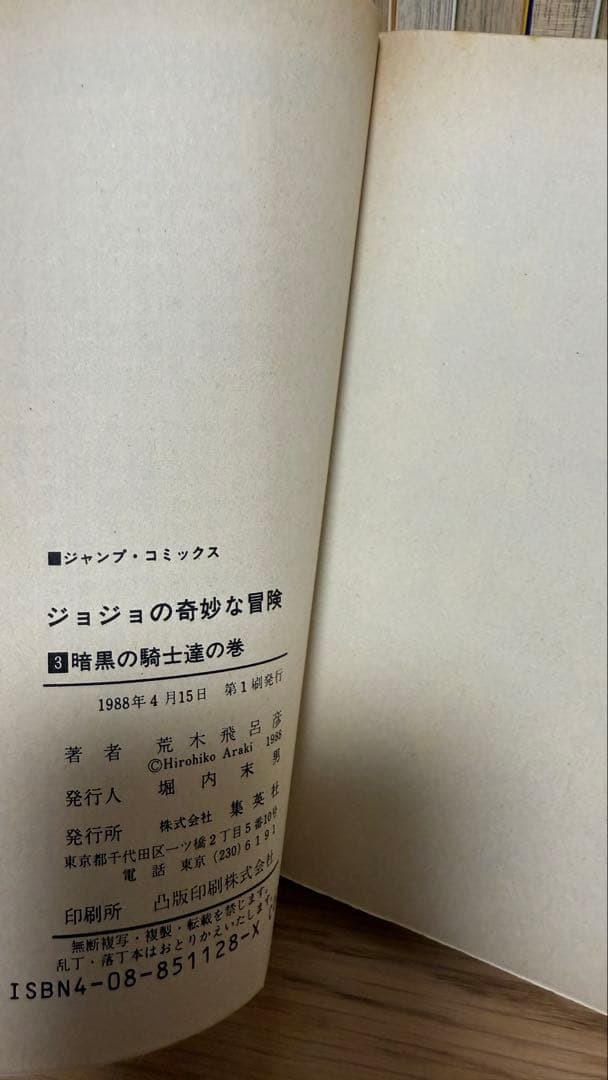 ■ジャンプ・コミックス
ジョジョの奇妙な冒険
3暗黒の騎士達の巻
1988年4月15日 第1刷発行
著者 荒木飛呂彦
©Hirohiko Araki 1988
発行人 堀内末男
発行所 株式会社 集英社
東京都千代田区一ツ橋2丁目5番10号
電話 東京(230)6191
印刷所 凸版印刷株式会社
無断複写・複製・転載を禁じます。
乱丁・落丁本はおとりかえいたします。
ISBN4-08-851128-X